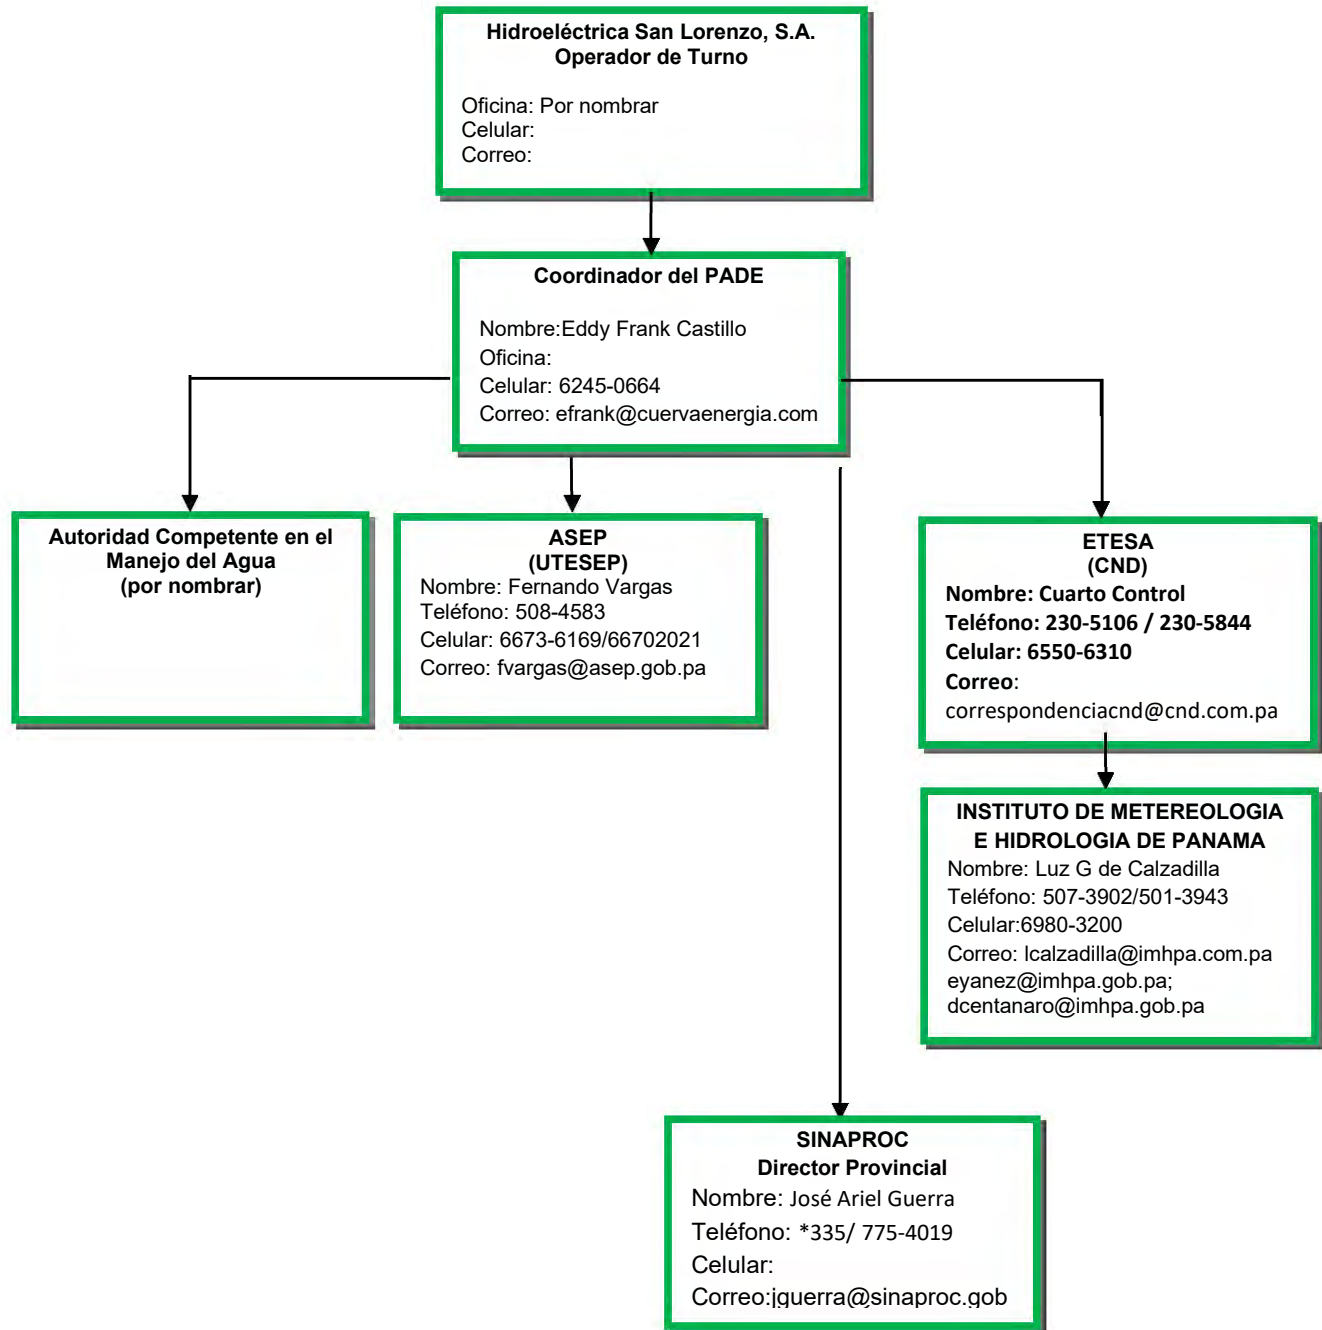 Hidroeléctrica San Lorenzo, S.A.
Operador de Turno
Oficina: Por nombrar
Celular:
Correo:
Coordinador del PADE
Nombre:Eddy Frank Castillo
Oficina:
Celular: 6245-0664
Correo: efrank@cuervaenergia.com
Autoridad Competente en el
Manejo del Agua
(por nombrar)
ASEP
(UTESEP)
Nombre: Fernando Vargas
Teléfono: 508-4583
Celular: 6673-6169/66702021
Correo: fvargas@asep.gob.pa
ETESA
(CND)
Nombre: Cuarto Control
Teléfono: 230-5106 / 230-5844
Celular: 6550-6310
Correo:
correspondenciacnd@cnd.com.pa
INSTITUTO DE METEREOLOGIA
E HIDROLOGIA DE PANAMA
Nombre: Luz G de Calzadilla
Teléfono: 507-3902/501-3943
Celular:6980-3200
Correo: lcalzadilla@imhpa.com.pa
eyanez@imhpa.gob.pa;
dcentanaro@imhpa.gob.pa
SINAPROC
Director Provincial
Nombre: José Ariel Guerra
Teléfono: *335/ 775-4019
Celular:
Correo:jguerra@sinaproc.gob